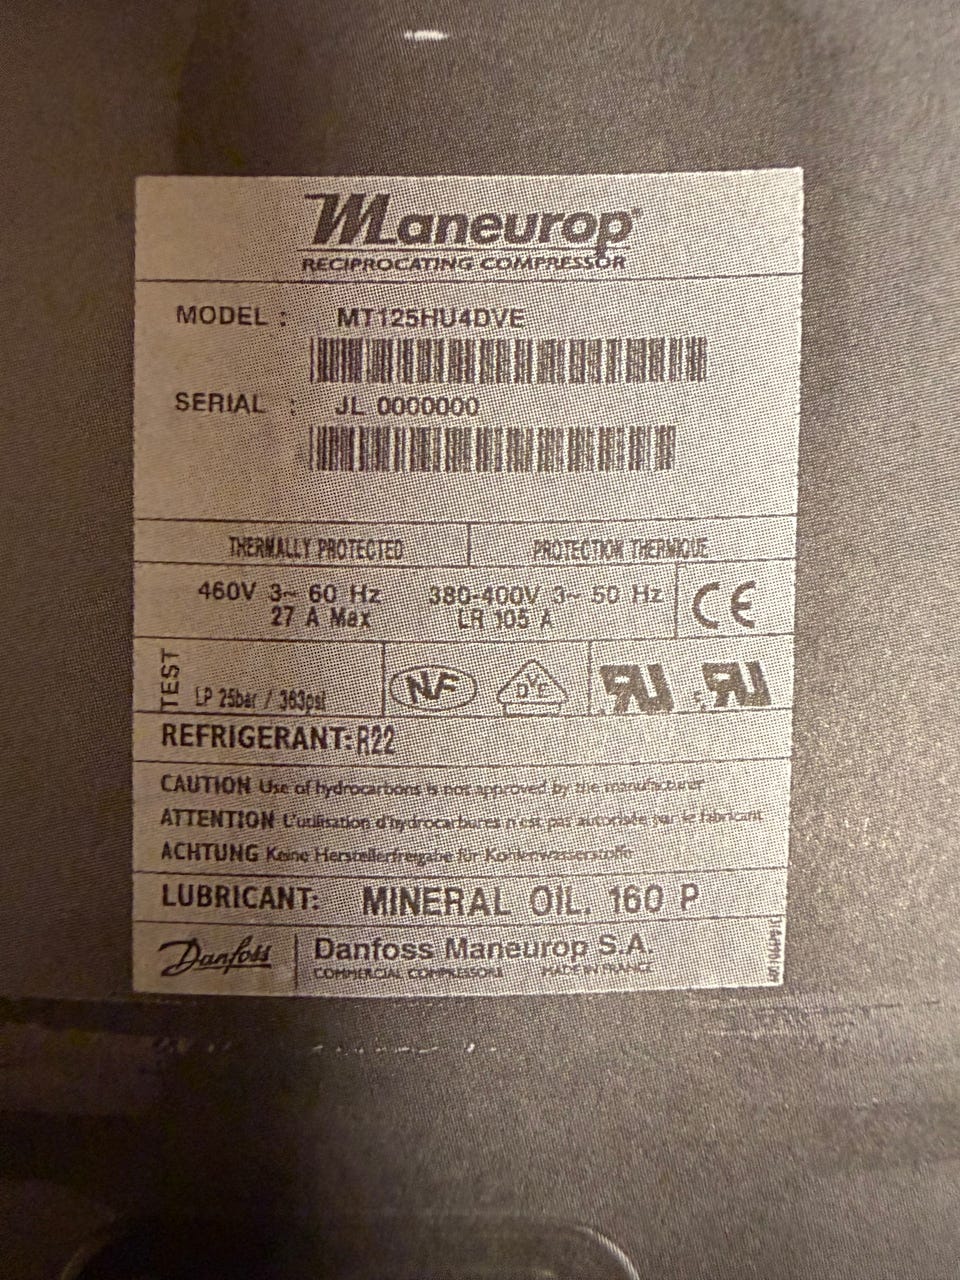 Maneurop®
RECIPROCATING COMPRESSOR
MODEL : MT125HU4DVE
SERIAL : JL 0000000
THERMALLY PROTECTED PROTECTION THERMIQUE
460V 3~ 60 Hz 380-400V 3~ 50 Hz
27 A Max LR 105 A
CE
TEST
LP 25bar / 363psi
NF DVE
REFRIGERANT: R22
CAUTION Use of hydrocarbons is not approved by the manufacturer
ATTENTION L'utilisation d'hydrocarbures n'est pas autorisée par le fabricant
ACHTUNG Keine Herstellerfreigabe für Kohlenwasserstoffe
LUBRICANT: MINERAL OIL, 160 P
Danfoss
Danfoss Maneurop S.A.
COMMERCIAL COMPRESSORS MADE IN FRANCE